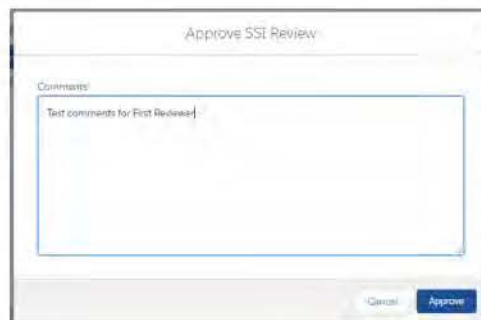 Approve SSI Review
Comments
Test comments for First Reviewer
Cancel
Approve